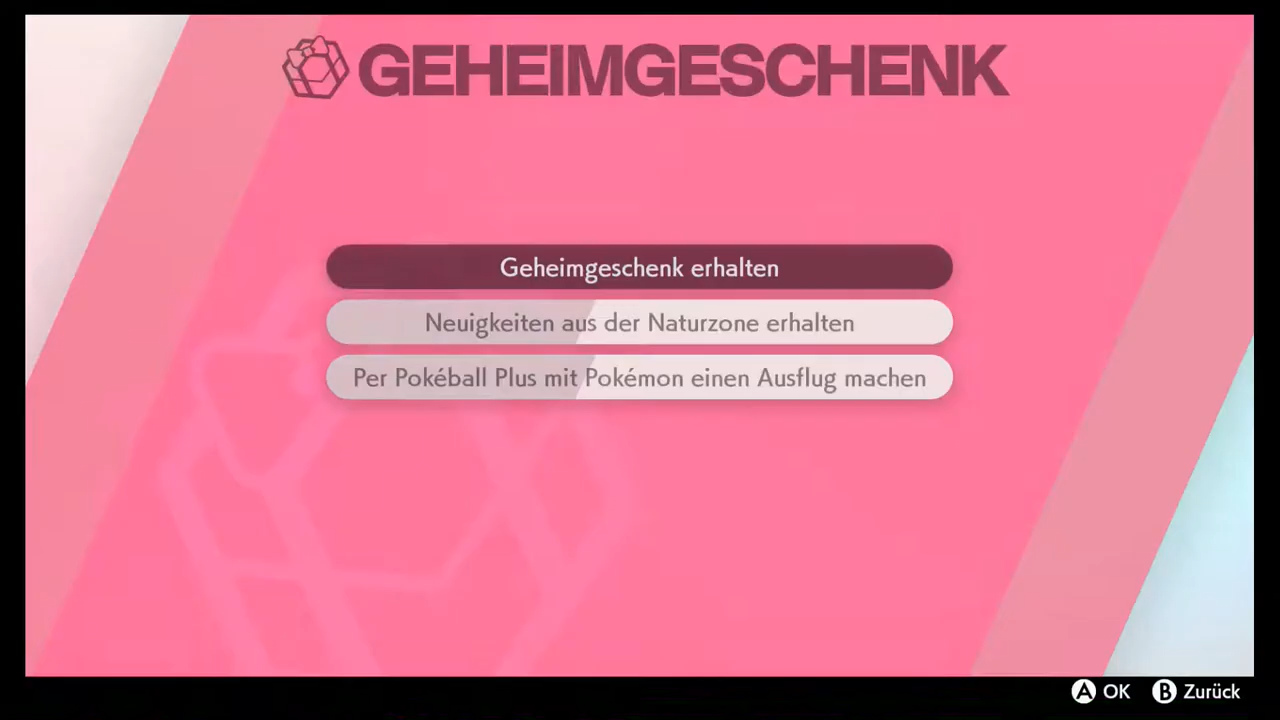 GEHEIMGESCHENK
Geheimgeschenk erhalten
Neuigkeiten aus der Naturzone erhalten
Per Pokéball Plus mit Pokémon einen Ausflug machen
A OK B Zurück